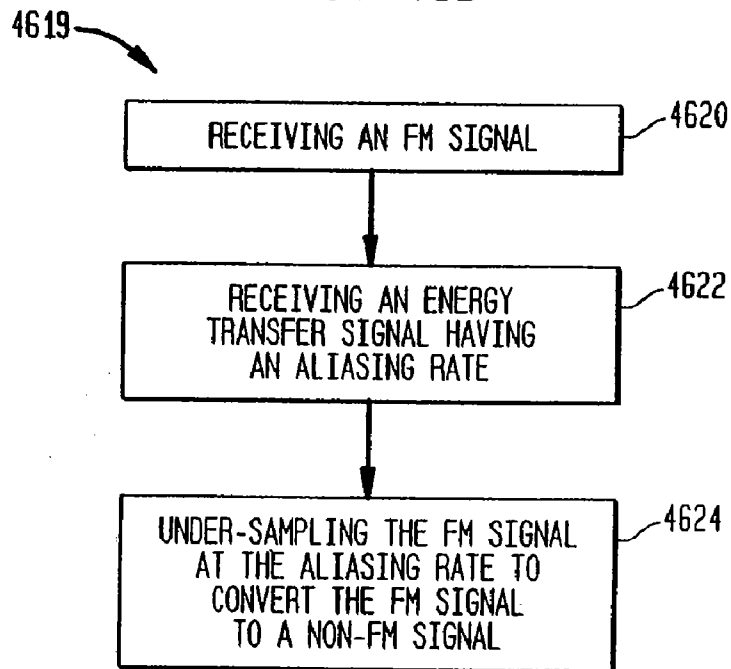 4619
RECEIVING AN FM SIGNAL
4620
RECEIVING AN ENERGY
TRANSFER SIGNAL HAVING
AN ALIASING RATE
4622
UNDER-SAMPLING THE FM SIGNAL
AT THE ALIASING RATE TO
CONVERT THE FM SIGNAL
TO A NON-FM SIGNAL
4624